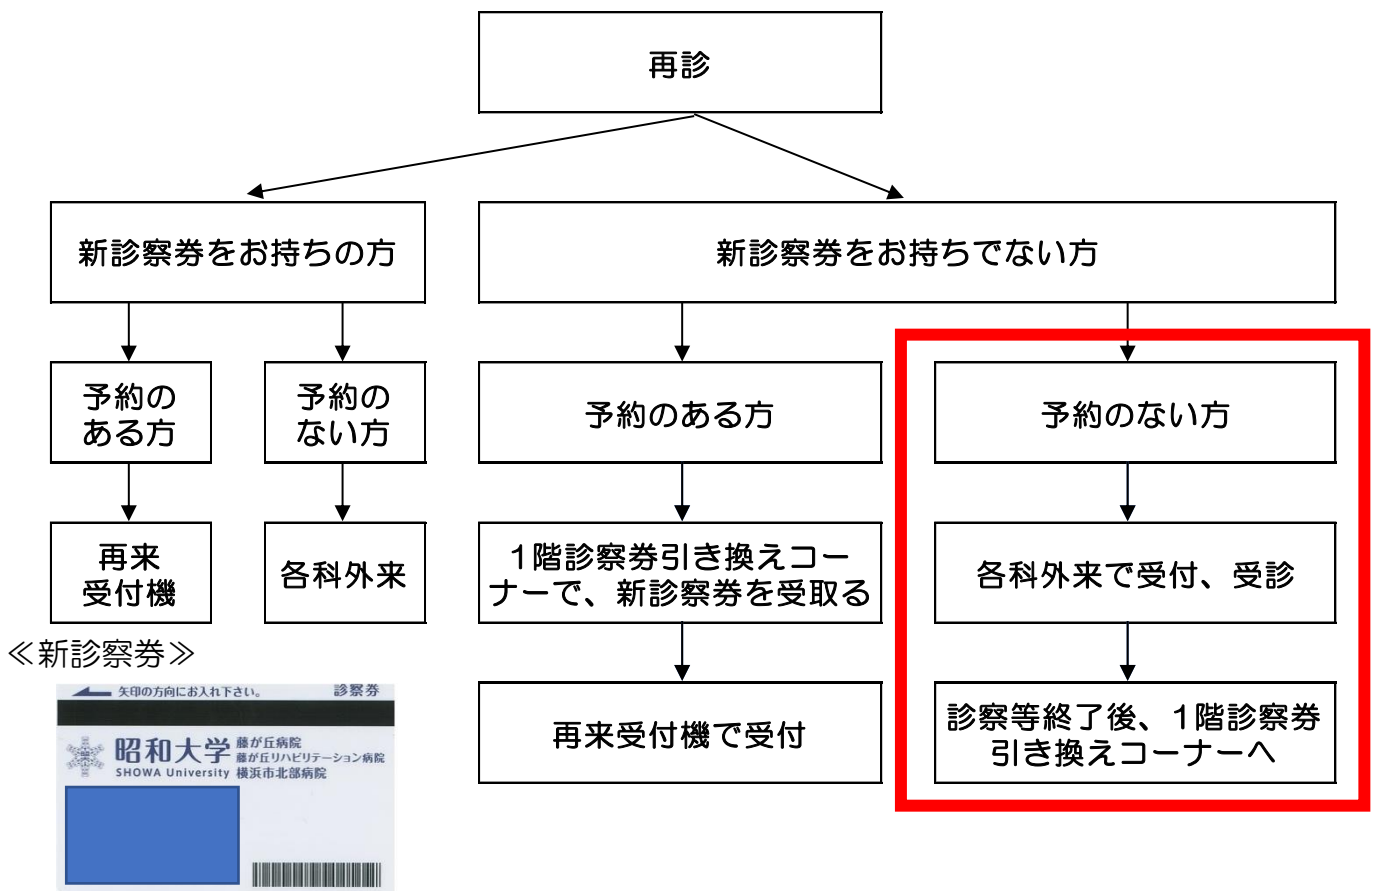 再診
新診察券をお持ちの方
新診察券をお持ちでない方
予約の
ある方
予約の
ない方
予約のある方
予約のない方
再来
受付機
各科外来
1階診察券引き換えコー
ナーで、新診察券を受取る
各科外来で受付、受診
再来受付機で受付
診察等終了後、1階診察券
引き換えコーナーへ
≪新診察券≫
矢印の方向にお入れ下さい。
診察券
昭和大学
SHOWA University
藤が丘病院
藤が丘リハビリテーション病院
横浜市北部病院